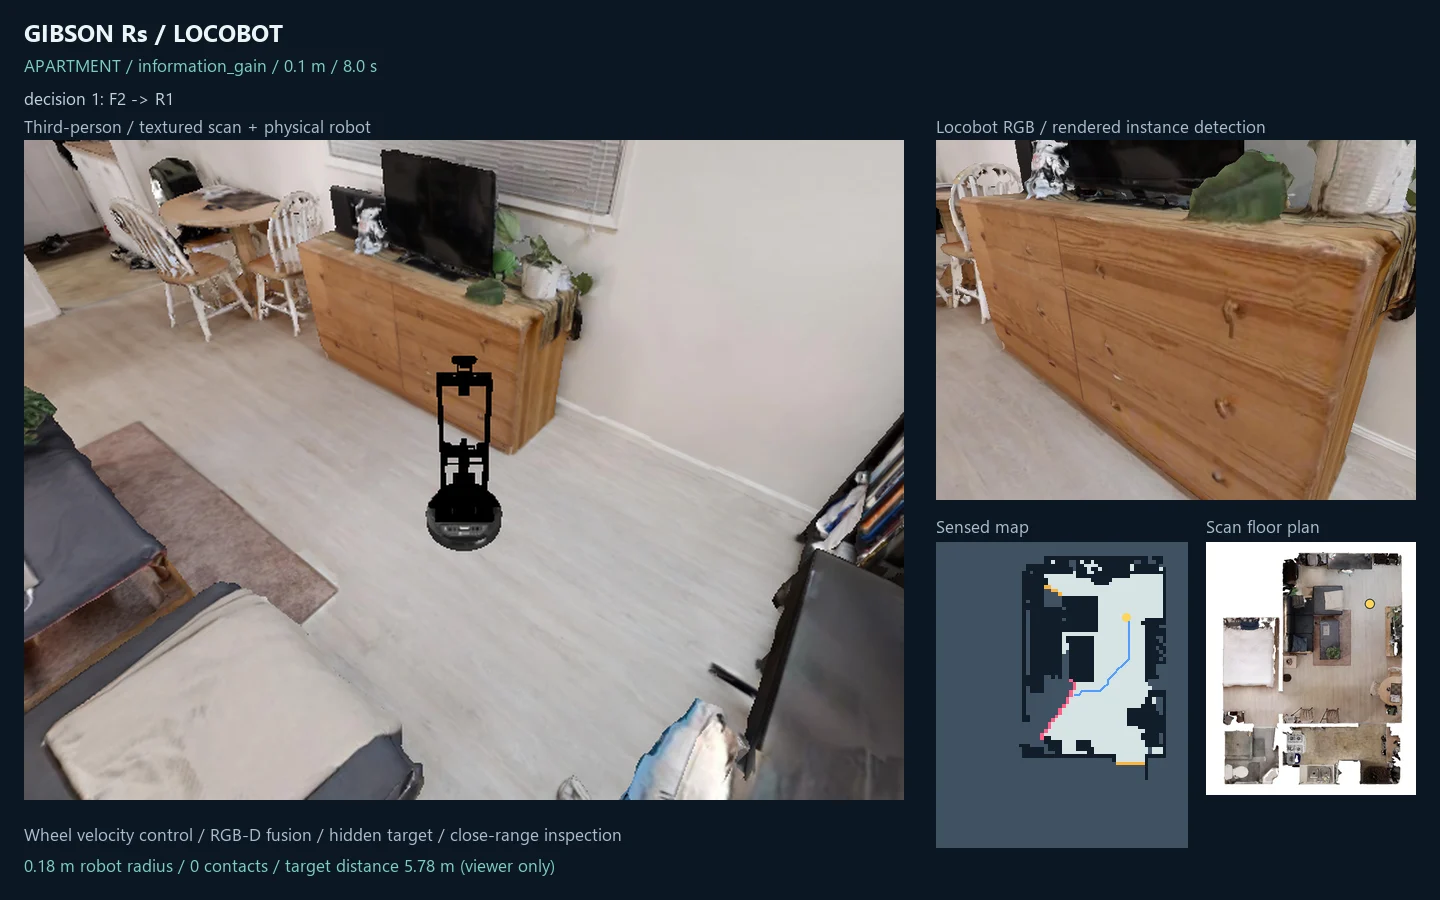 GIBSON Rs / LOCOBOT
APARTMENT / information_gain / 0.1 m / 8.0 s
decision 1: F2 -> R1
Third-person / textured scan + physical robot
Locobot RGB / rendered instance detection
Sensed map
Scan floor plan
Wheel velocity control / RGB-D fusion / hidden target / close-range inspection
0.18 m robot radius / 0 contacts / target distance 5.78 m (viewer only)